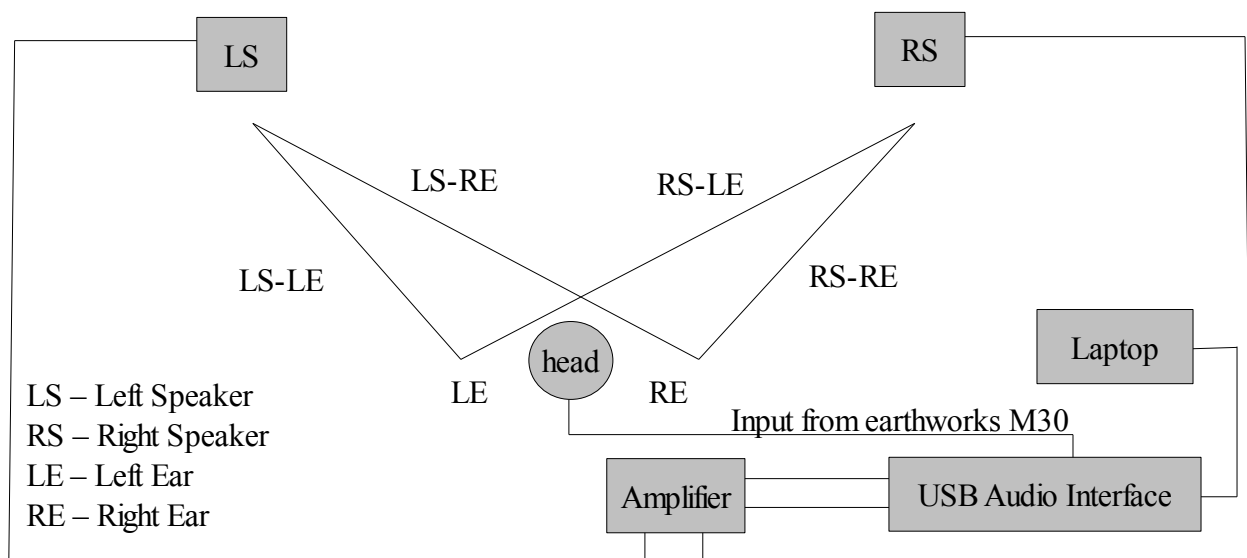 LS
RS
LS-RE
RS-LE
LS-LE
RS-RE
head
Laptop
LE
RE
LS – Left Speaker
RS – Right Speaker
LE – Left Ear
RE – Right Ear
Input from earthworks M30
Amplifier
USB Audio Interface